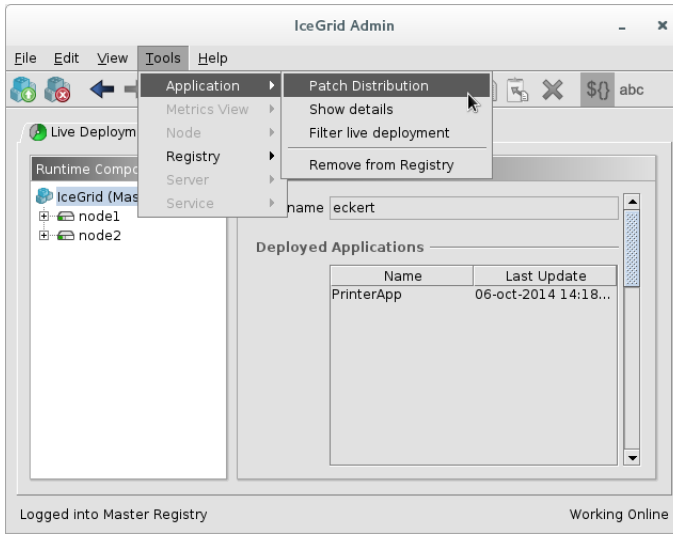 IceGrid Admin
File Edit View Tools Help
Application
Metrics View
Node
Registry
Server
Service
Patch Distribution
Show details
Filter live deployment
Remove from Registry
${} abc
Live Deploym
Runtime Compo
IceGrid (Mas
node1
node2
name eckert
Deployed Applications
Name Last Update
PrinterApp 06-oct-2014 14:18...
Logged into Master Registry Working Online